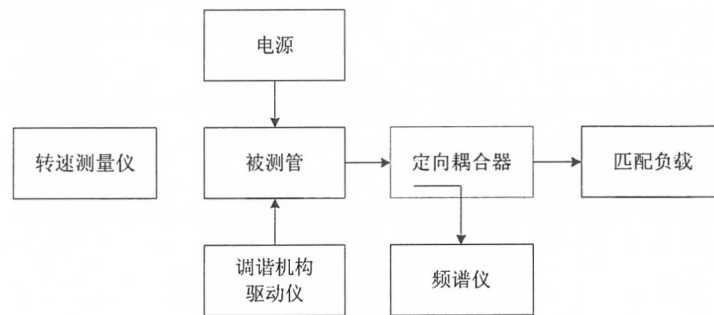 电源
转速测量仪
被测管
定向耦合器
匹配负载
调谐机构
驱动仪
频谱仪